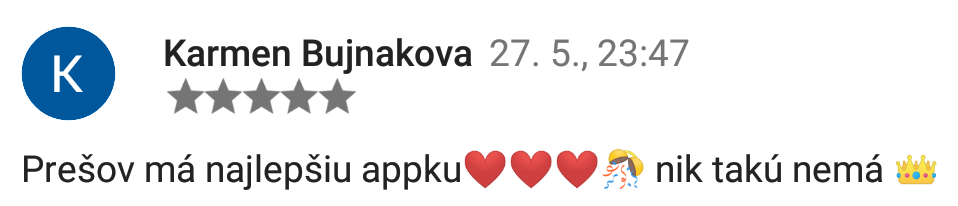 K
Karmen Bujnakova 27. 5., 23:47
★★★★★
Prešov má najlepšiu appku❤️❤️❤️🎊 nik takú nemá 👑